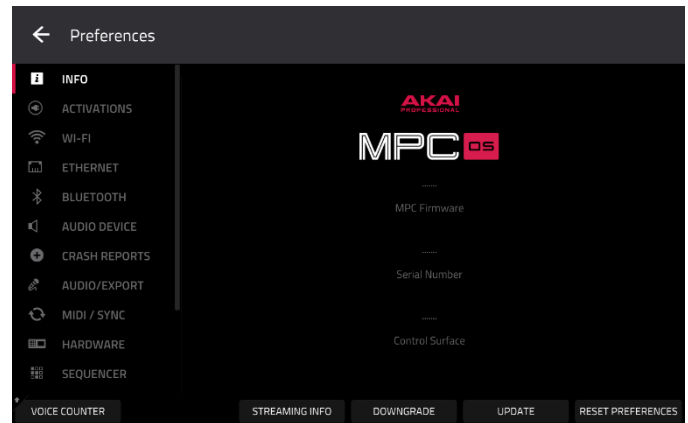 Preferences
INFO
ACTIVATIONS
WI-FI
ETHERNET
BLUETOOTH
AUDIO DEVICE
CRASH REPORTS
AUDIO/EXPORT
MIDI / SYNC
HARDWARE
SEQUENCER
AKAI
PROFESSIONAL
MPC OS
.......
MPC Firmware
.......
Serial Number
.......
Control Surface
VOICE COUNTER
STREAMING INFO
DOWNGRADE
UPDATE
RESET PREFERENCES